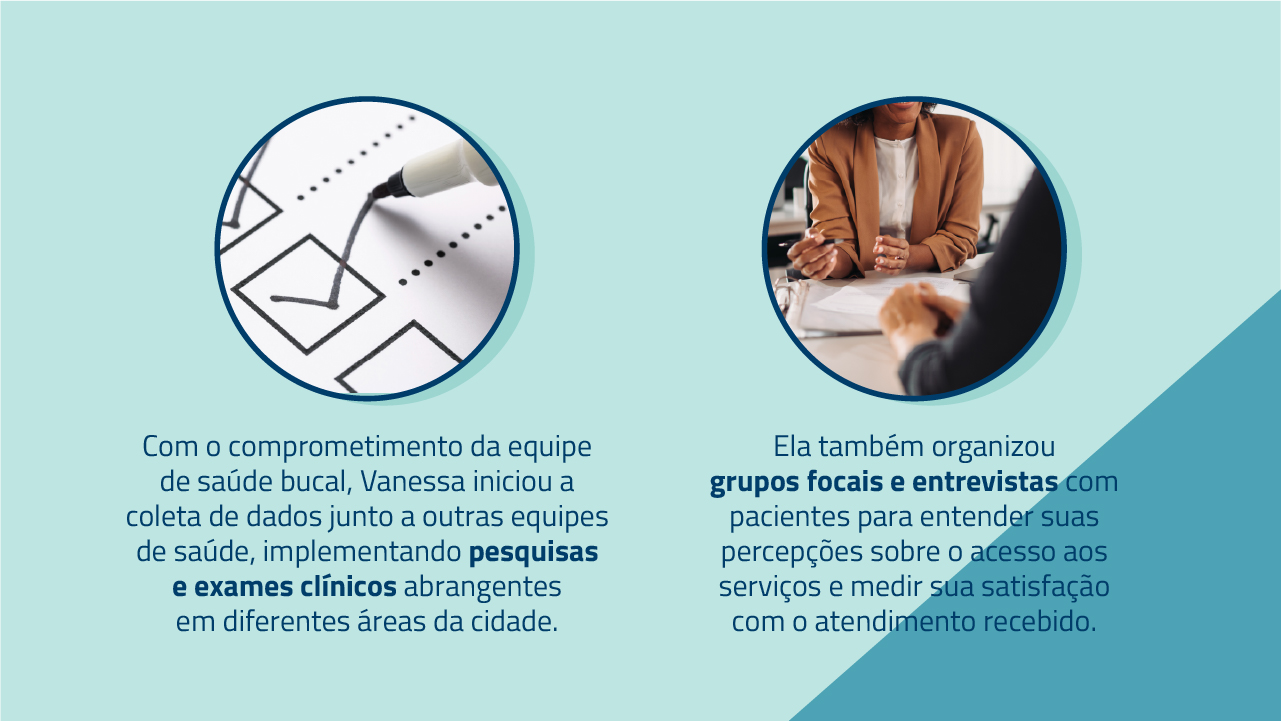 Com o comprometimento da equipe
de saúde bucal, Vanessa iniciou a
coleta de dados junto a outras equipes
de saúde, implementando pesquisas
e exames clínicos abrangentes
em diferentes áreas da cidade.
Ela também organizou
grupos focais e entrevistas com
pacientes para entender suas
percepções sobre o acesso aos
serviços e medir sua satisfação
com o atendimento recebido.